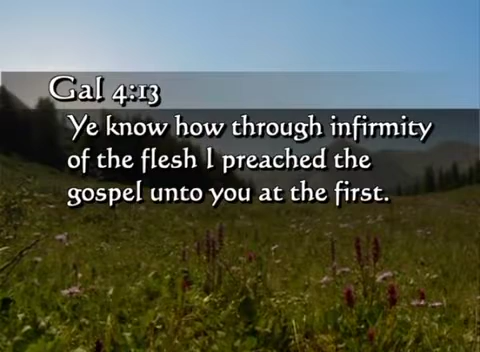 Gal 4:13
Ye know how through infirmity
of the flesh I preached the
gospel unto you at the first.